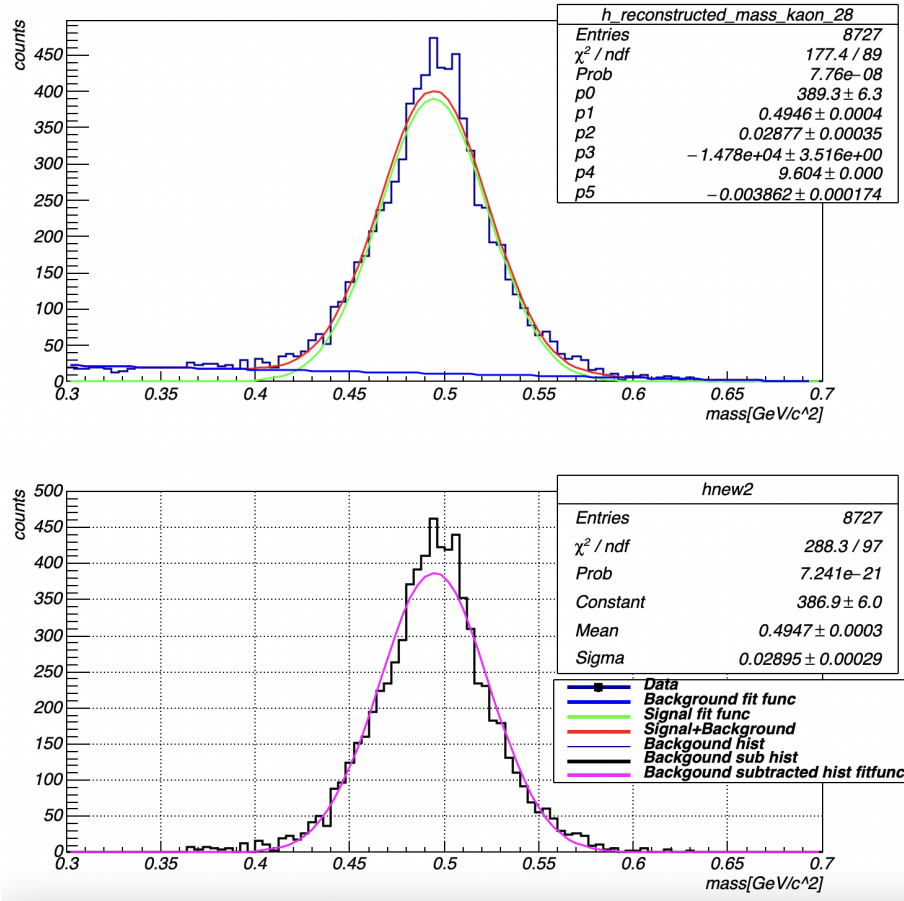 h_reconstructed_mass_kaon_28
Entries 8727
χ² / ndf 177.4 / 89
Prob 7.76e−08
p0 389.3 ± 6.3
p1 0.4946 ± 0.0004
p2 0.02877 ± 0.00035
p3 −1.478e+04 ± 3.516e+00
p4 9.604 ± 0.000
p5 −0.003862 ± 0.000174
counts
450
400
350
300
250
200
150
100
50
0
0.3 0.35 0.4 0.45 0.5 0.55 0.6 0.65 0.7
mass[GeV/c^2]
hnew2
Entries 8727
χ² / ndf 288.3 / 97
Prob 7.241e−21
Constant 386.9 ± 6.0
Mean 0.4947 ± 0.0003
Sigma 0.02895 ± 0.00029
Data
Background fit func
Signal fit func
Signal+Background
Backgound hist
Backgound sub hist
Backgound subtracted hist fitfunc
counts
500
450
400
350
300
250
200
150
100
50
0
0.3 0.35 0.4 0.45 0.5 0.55 0.6 0.65 0.7
mass[GeV/c^2]